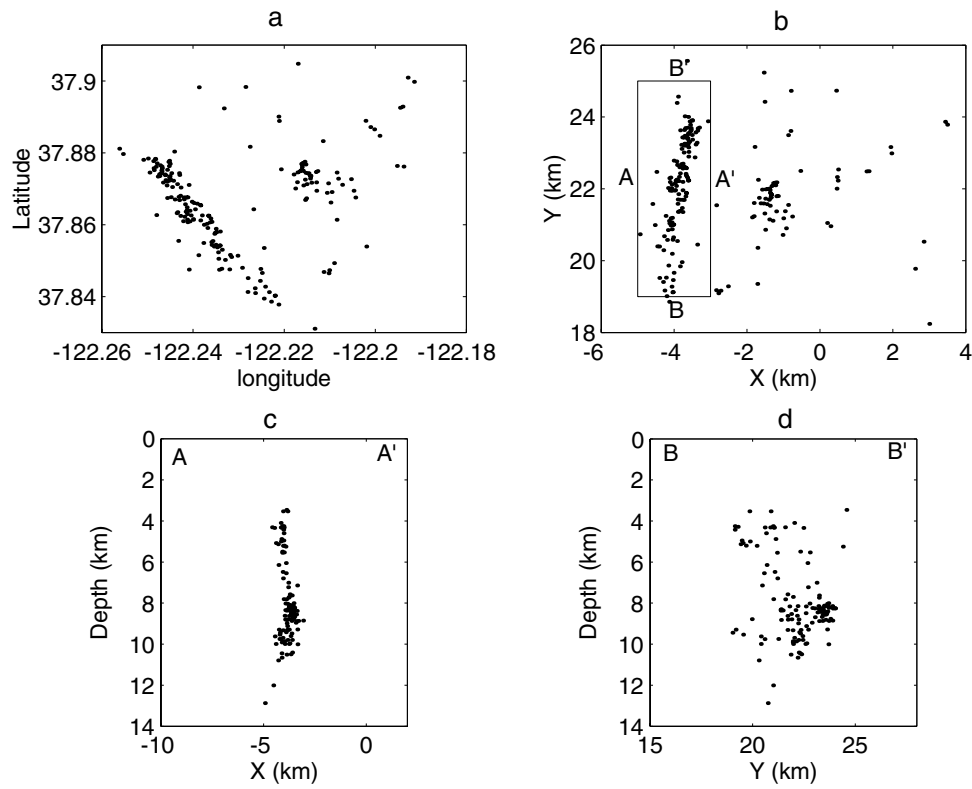 a
37.9
37.88
37.86
37.84
Latitude
-122.26
-122.24
-122.22
-122.2
-122.18
longitude
b
26
24
22
20
18
Y (km)
B'
A
A'
B
-6
-4
-2
0
2
4
X (km)
c
0
2
4
6
8
10
12
14
Depth (km)
A
A'
-10
-5
0
X (km)
d
0
2
4
6
8
10
12
14
Depth (km)
B
B'
15
20
25
Y (km)